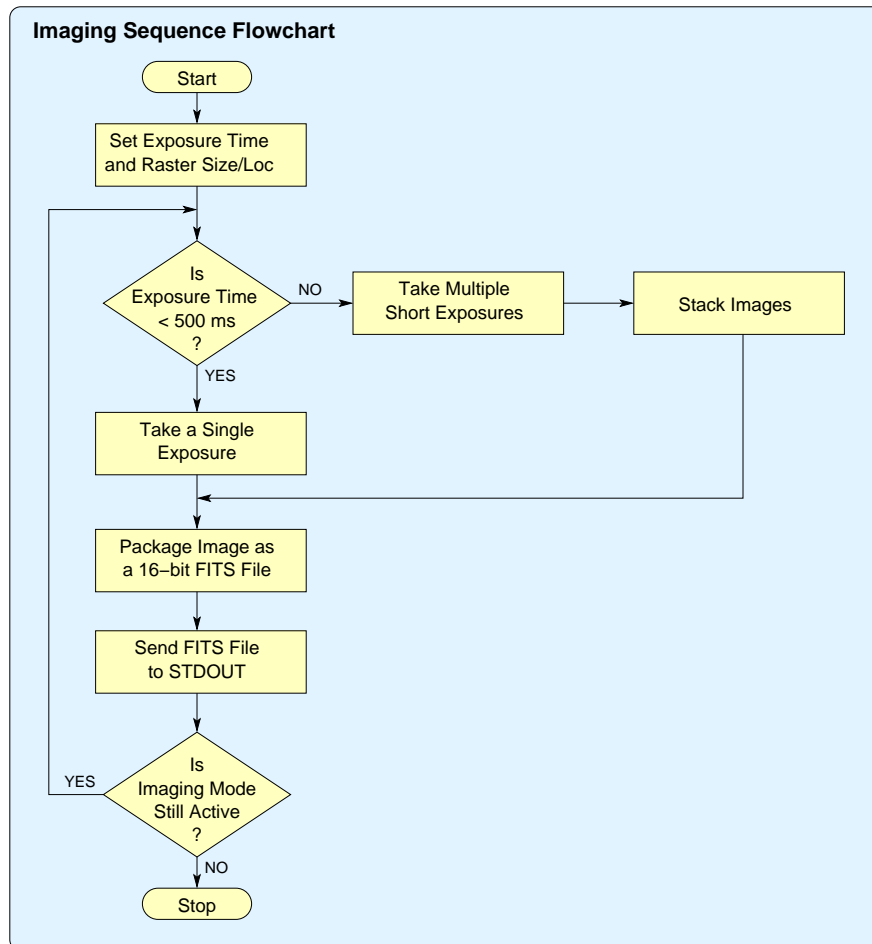 Imaging Sequence Flowchart
Start
Set Exposure Time
and Raster Size/Loc
Is
Exposure Time
< 500 ms
?
NO
Take Multiple
Short Exposures
Stack Images
YES
Take a Single
Exposure
Package Image as
a 16−bit FITS File
Send FITS File
to STDOUT
Is
Imaging Mode
Still Active
?
YES
NO
Stop